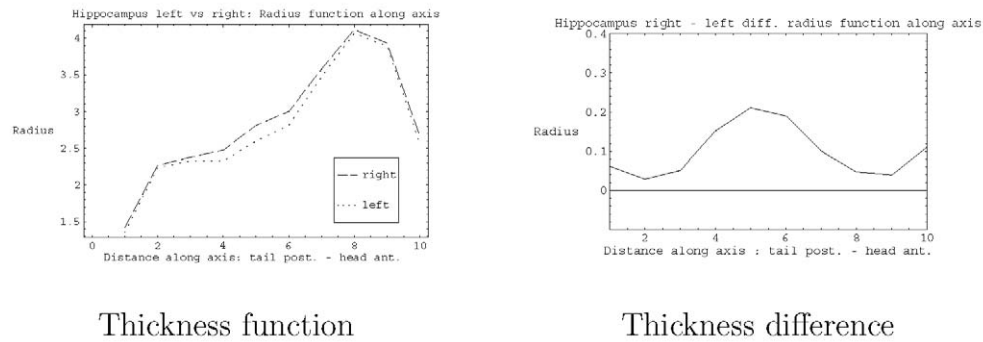 Hippocampus left vs right: Radius function along axis
4
3.5
3
Radius
2.5
2
1.5
right
left
0 2 4 6 8 10
Distance along axis: tail post. - head ant.
Thickness function
Hippocampus right - left diff. radius function along axis
0.4
0.3
0.2
Radius
0.1
0
2 4 6 8 10
Distance along axis : tail post. - head ant.
Thickness difference